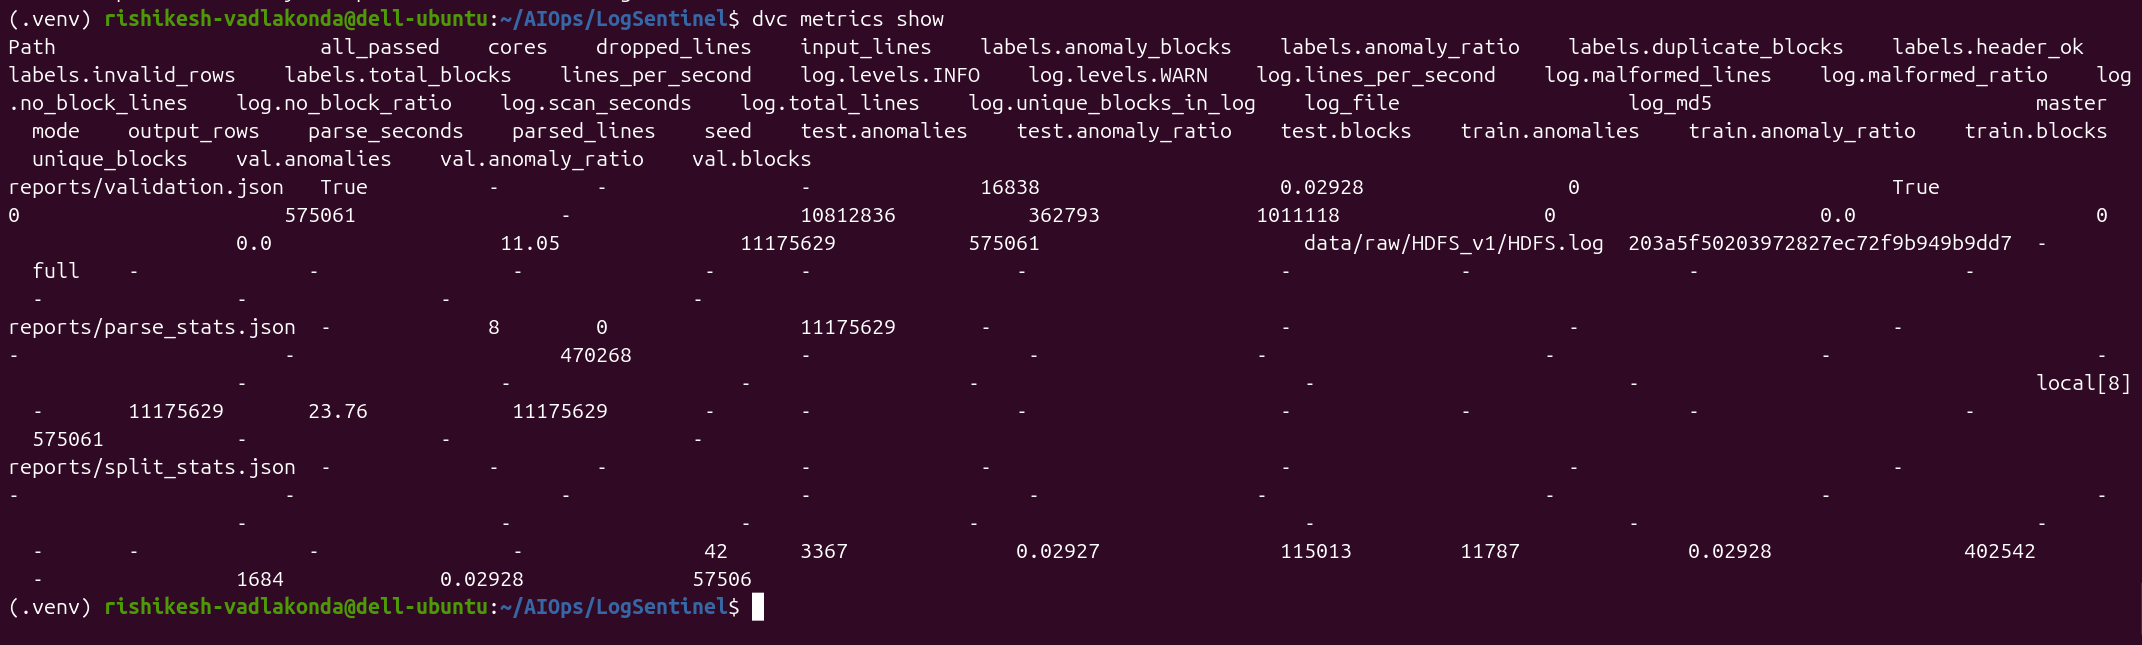 (.venv) rishikesh-vadlakonda@dell-ubuntu:~/AIOps/LogSentinel$ dvc metrics show
Path                      all_passed    cores    dropped_lines    input_lines    labels.anomaly_blocks    labels.anomaly_ratio    labels.duplicate_blocks    labels.header_ok
labels.invalid_rows    labels.total_blocks    lines_per_second    log.levels.INFO    log.levels.WARN    log.lines_per_second    log.malformed_lines    log.malformed_ratio    log
.no_block_lines    log.no_block_ratio    log.scan_seconds    log.total_lines    log.unique_blocks_in_log    log_file                   log_md5                           master
  mode    output_rows    parse_seconds    parsed_lines    seed    test.anomalies    test.anomaly_ratio    test.blocks    train.anomalies    train.anomaly_ratio    train.blocks
  unique_blocks    val.anomalies    val.anomaly_ratio    val.blocks
reports/validation.json   True          -        -                -              16838                    0.02928                 0                          True
0                      575061                 -                   10812836           362793             1011118                 0                      0.0                    0
                   0.0                   11.05               11175629           575061                      data/raw/HDFS_v1/HDFS.log  203a5f50203972827ec72f9b949b9dd7  -
  full    -              -                -               -       -                 -                     -              -                  -                      -
  -                -                -                    -
reports/parse_stats.json  -             8        0                11175629       -                        -                       -                          -
-                      -                      470268              -                  -                  -                       -                      -                      -
                   -                     -                   -                  -                           -                          -                                 local[8]
  -       11175629       23.76            11175629        -       -                 -                     -              -                  -                      -
  575061           -                -                    -
reports/split_stats.json  -             -        -                -              -                        -                       -                          -
-                      -                      -                   -                  -                  -                       -                      -                      -
                   -                     -                   -                  -                           -                          -                                 -
  -       -              -                -               42      3367              0.02927               115013         11787              0.02928                402542
  -                1684             0.02928              57506
(.venv) rishikesh-vadlakonda@dell-ubuntu:~/AIOps/LogSentinel$